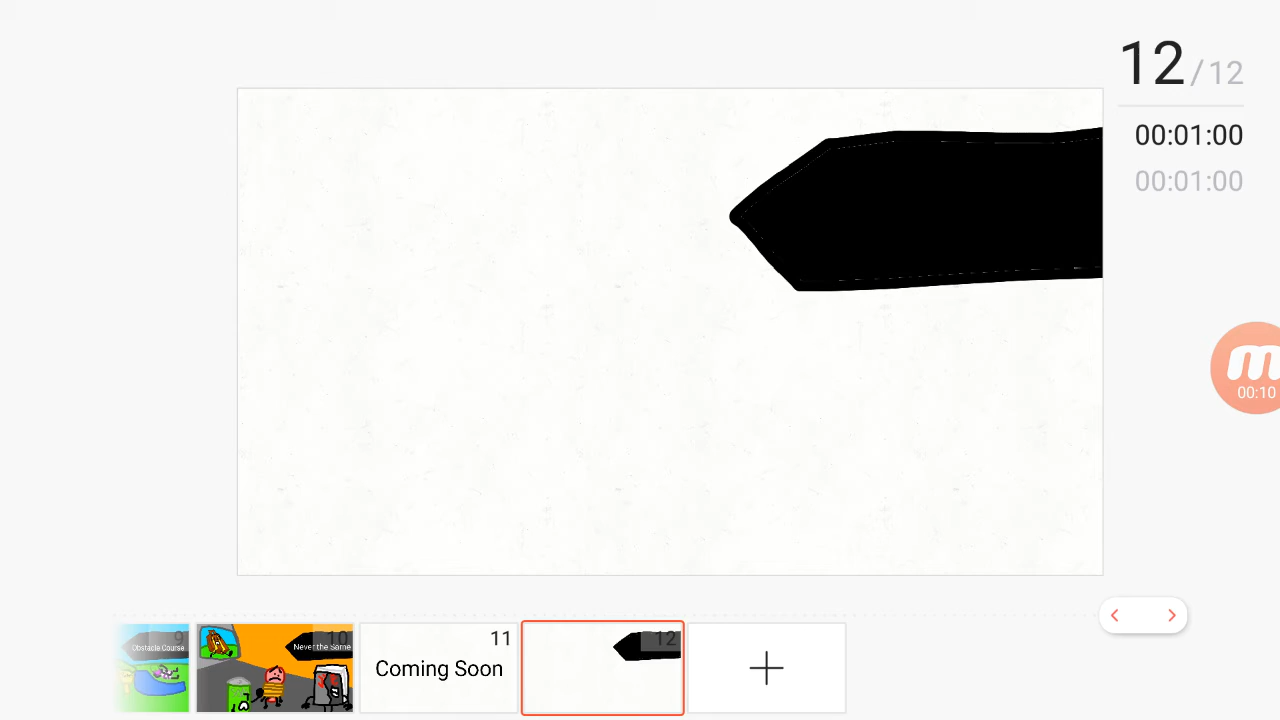 12/12
00:01:00
00:01:00
00:10
9
Obstacle Course
10
Never the Same
11
Coming Soon
12